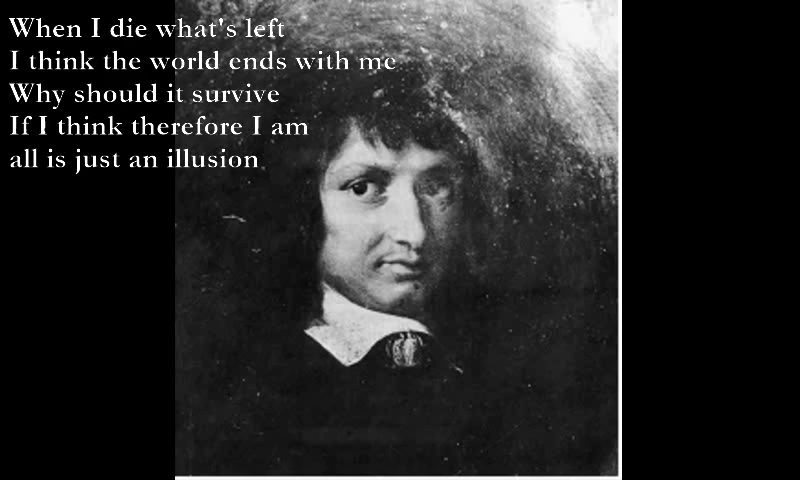 When I die what's left
I think the world ends with me
Why should it survive
If I think therefore I am
all is just an illusion